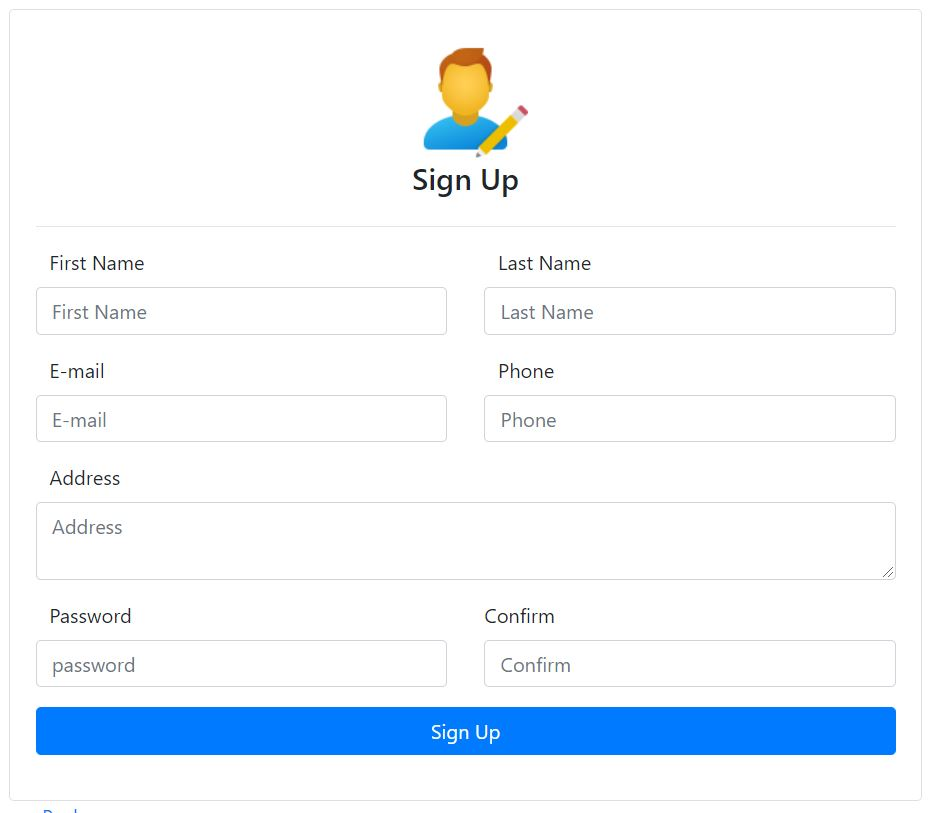 Sign Up
First Name Last Name
First Name Last Name
E-mail Phone
E-mail Phone
Address
Address
Password Confirm
password Confirm
Sign Up